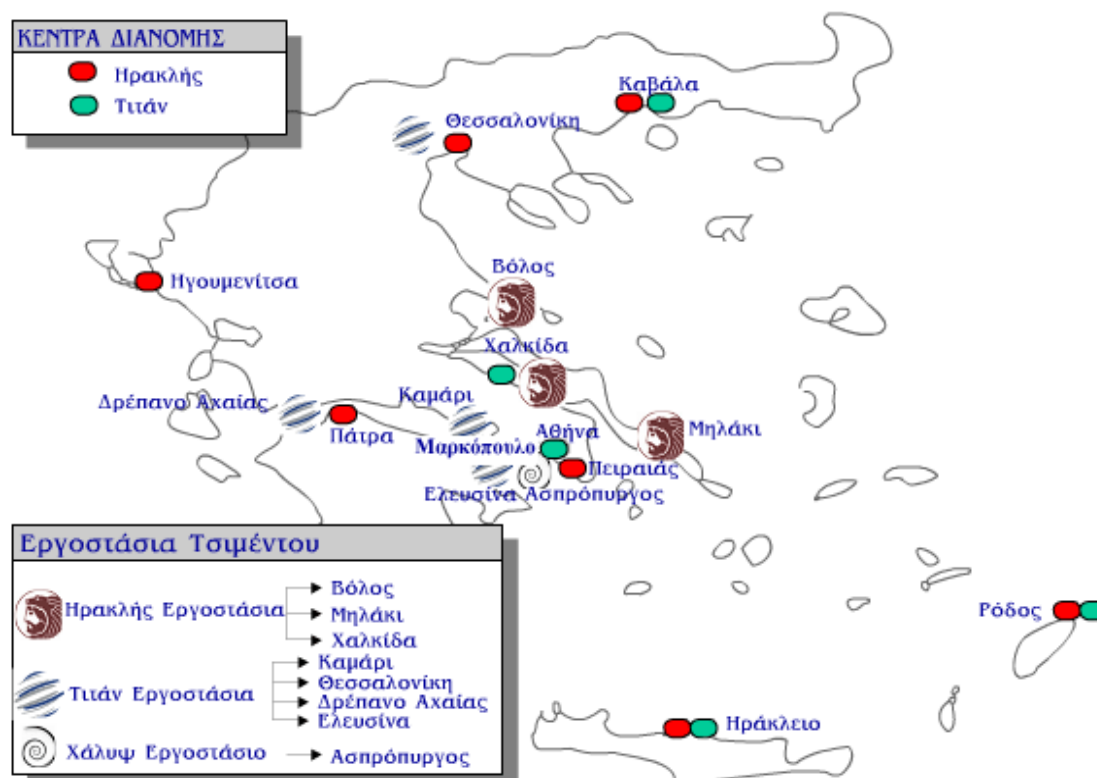 ΚΕΝΤΡΑ ΔΙΑΝΟΜΗΣ
Ηρακλής
Τιτάν
Καβάλα
Θεσσαλονίκη
Ηγουμενίτσα
Βόλος
Χαλκίδα
Δρέπανο Αχαίας
Καμάρι
Πάτρα
Μαρκόπουλο
Αθήνα
Μηλάκι
Πειραιάς
Ελευσίνα Ασπρόπυργος
Ρόδος
Ηράκλειο
Εργοστάσια Τσιμέντου
Ηρακλής Εργοστάσια
Βόλος
Μηλάκι
Χαλκίδα
Τιτάν Εργοστάσια
Καμάρι
Θεσσαλονίκη
Δρέπανο Αχαίας
Ελευσίνα
Χάλυψ Εργοστάσιο
Ασπρόπυργος